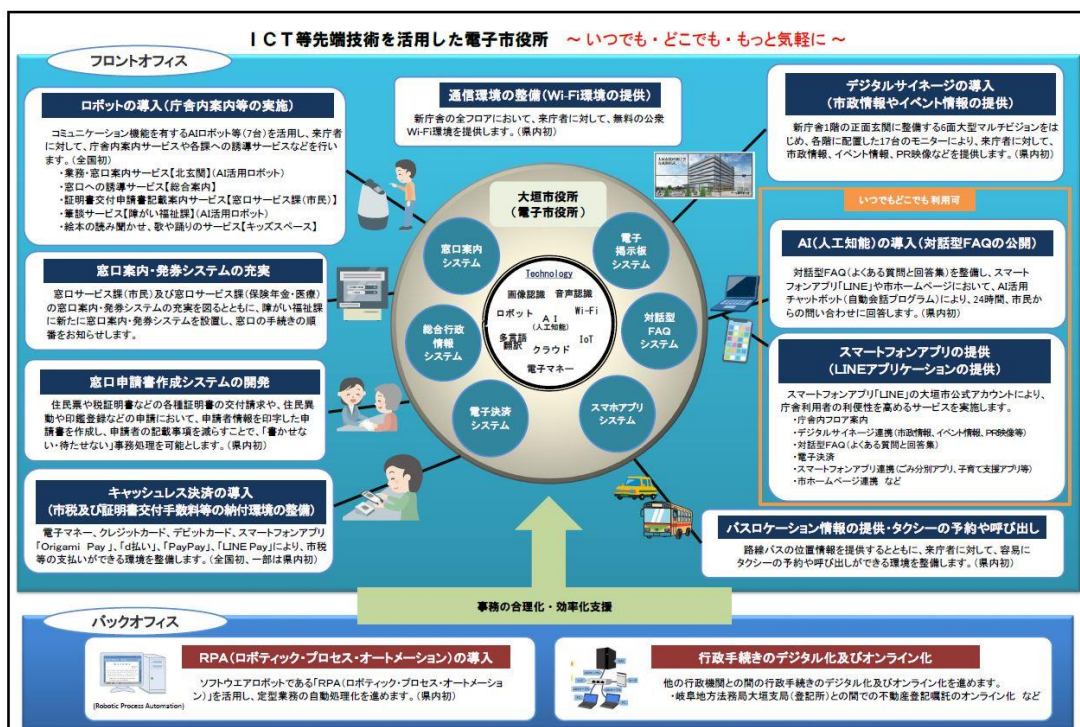 ICT等先端技術を活用した電子市役所 ～いつでも・どこでも・もっと気軽に～
フロントオフィス
ロボットの導入(庁舎内案内等の実施)
コミュニケーション機能を有するAIロボット等(7台)を活用し、来庁者
に対して、庁舎内案内サービスや各課への誘導サービスなどを行い
ます。(全国初)
・業務・窓口案内サービス【北玄関】(AI活用ロボット)
・窓口への誘導サービス【総合案内】
・証明書交付申請書記載案内サービス【窓口サービス課(市民)】
・筆談サービス【障がい福祉課】(AI活用ロボット)
・絵本の読み聞かせ、歌や踊りのサービス【キッズスペース】
窓口案内・発券システムの充実
窓口サービス課(市民)及び窓口サービス課(保険年金・医療)
の窓口案内・発券システムの充実を図るとともに、障がい福祉課
に新たに窓口案内・発券システムを設置し、窓口の手続きの順
番をお知らせします。
窓口申請書作成システムの開発
住民票や税証明書などの各種証明書の交付請求や、住民異
動や印鑑登録などの申請において、申請者情報を印字した申
請書を作成し、申請者の記載事項を減らすことで、「書かせな
い・待たせない」事務処理を可能とします。(県内初)
キャッシュレス決済の導入
(市税及び証明書交付手数料等の納付環境の整備)
電子マネー、クレジットカード、デビットカード、スマートフォンアプリ
「Origami Pay」、「d払い」、「PayPay」、「LINE Pay」により、市税
等の支払いができる環境を整備します。(全国初、一部は県内初)
通信環境の整備(Wi-Fi環境の提供)
新庁舎の全フロアにおいて、来庁者に対して、無料の公衆
Wi-Fi環境を提供します。(県内初)
大垣市役所
(電子市役所)
窓口案内
システム
電子
掲示板
システム
総合行政
情報
システム
対話型
FAQ
システム
電子決済
システム
スマホアプリ
システム
Technology
画像認識 音声認識
ロボット AI
(人工知能) Wi-Fi
多言語
翻訳 クラウド IoT
電子マネー
デジタルサイネージの導入
(市政情報やイベント情報の提供)
新庁舎1階の正面玄関に整備する6面大型マルチビジョンをは
じめ、各階に配置した17台のモニターにより、来庁者に対して、
市政情報、イベント情報、PR映像などを提供します。(県内初)
いつでもどこでも利用可
AI(人工知能)の導入(対話型FAQの公開)
対話型FAQ(よくある質問と回答集)を整備し、スマート
フォンアプリ「LINE」や市ホームページにおいて、AI活用
チャットボット(自動会話プログラム)により、24時間、市民か
らの問い合わせに回答します。(県内初)
スマートフォンアプリの提供
(LINEアプリケーションの提供)
スマートフォンアプリ「LINE」の大垣市公式アカウントにより、
庁舎利用者の利便性を高めるサービスを実施します。
・庁舎内フロア案内
・デジタルサイネージ連携(市政情報、イベント情報、PR映像等)
・対話型FAQ(よくある質問と回答集)
・電子決済
・スマートフォンアプリ連携(ごみ分別アプリ、子育て支援アプリ等)
・市ホームページ連携 など
バスロケーション情報の提供・タクシーの予約や呼び出し
路線バスの位置情報を提供するとともに、来庁者に対して、容易に
タクシーの予約や呼び出しができる環境を整備します。(県内初)
事務の合理化・効率化支援
バックオフィス
RPA(ロボティック・プロセス・オートメーション)の導入
ソフトウエアロボットである「RPA(ロボティック・プロセス・オートメーショ
ン)」を活用し、定型業務の自動処理化を進めます。(県内初)
(Robotic Process Automation)
行政手続きのデジタル化及びオンライン化
他の行政機関との間の行政手続きのデジタル化及びオンライン化を進めます。
・岐阜地方法務局大垣支局(登記所)との間での不動産登記嘱託のオンライン化 など